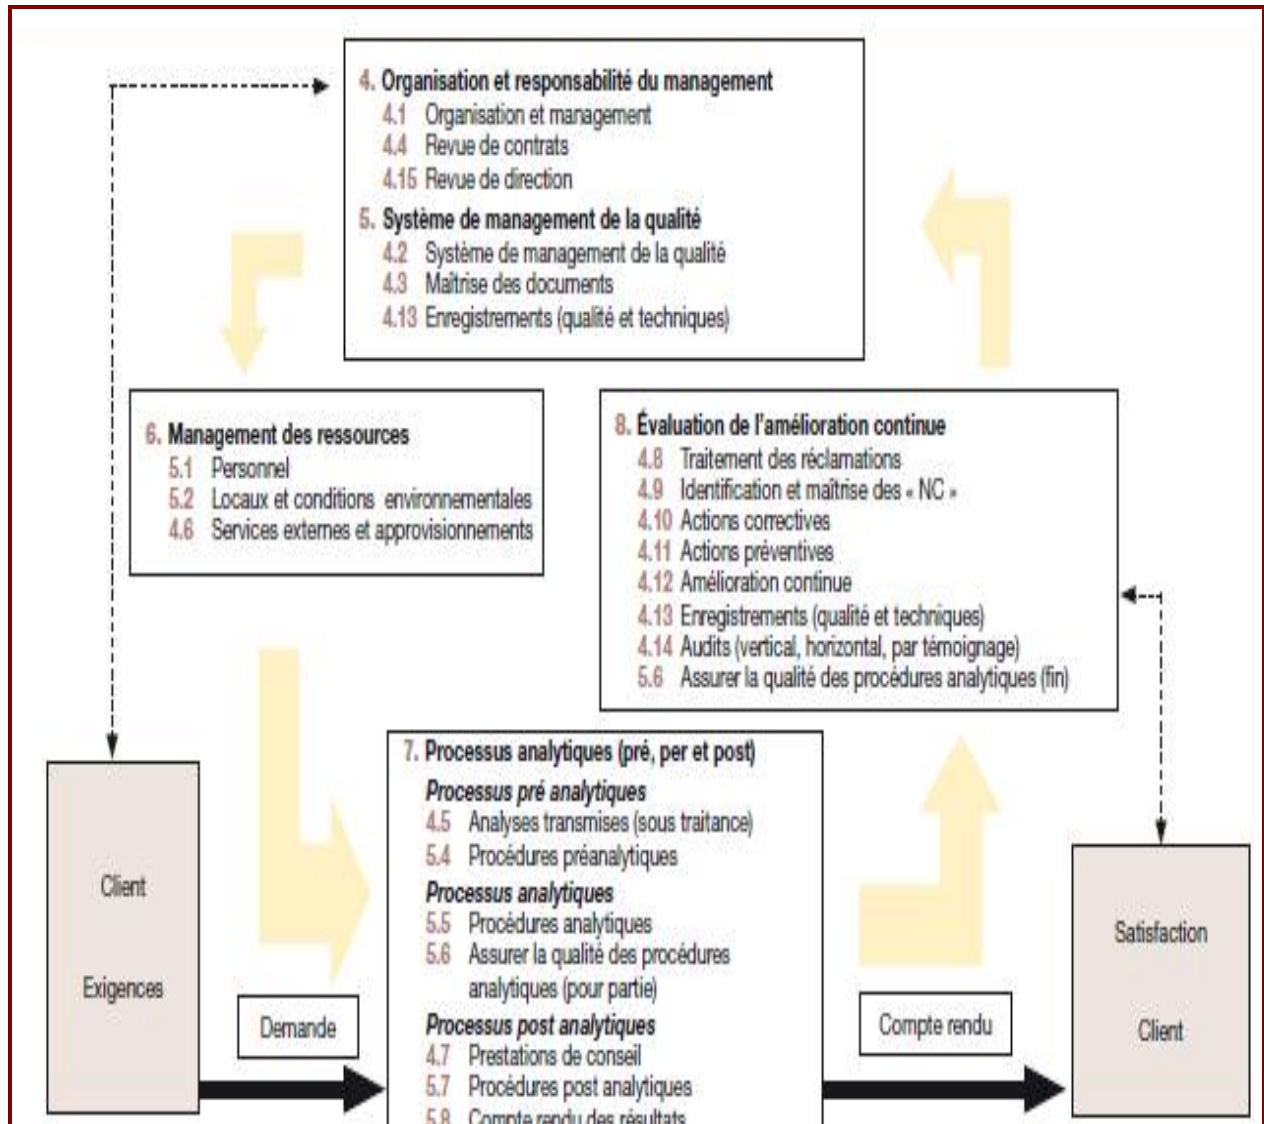 4. Organisation et responsabilité du management
4.1 Organisation et management
4.4 Revue de contrats
4.15 Revue de direction
5. Système de management de la qualité
4.2 Système de management de la qualité
4.3 Maîtrise des documents
4.13 Enregistrements (qualité et techniques)
6. Management des ressources
5.1 Personnel
5.2 Locaux et conditions environnementales
4.6 Services externes et approvisionnements
8. Évaluation de l'amélioration continue
4.8 Traitement des réclamations
4.9 Identification et maîtrise des « NC »
4.10 Actions correctives
4.11 Actions préventives
4.12 Amélioration continue
4.13 Enregistrements (qualité et techniques)
4.14 Audits (vertical, horizontal, par témoignage)
5.6 Assurer la qualité des procédures analytiques (fin)
Client
Exigences
Demande
7. Processus analytiques (pré, per et post)
Processus pré analytiques
4.5 Analyses transmises (sous traitance)
5.4 Procédures préanalytiques
Processus analytiques
5.5 Procédures analytiques
5.6 Assurer la qualité des procédures
analytiques (pour partie)
Processus post analytiques
4.7 Prestations de conseil
5.7 Procédures post analytiques
5.8 Compte rendu des résultats
Compte rendu
Satisfaction
Client